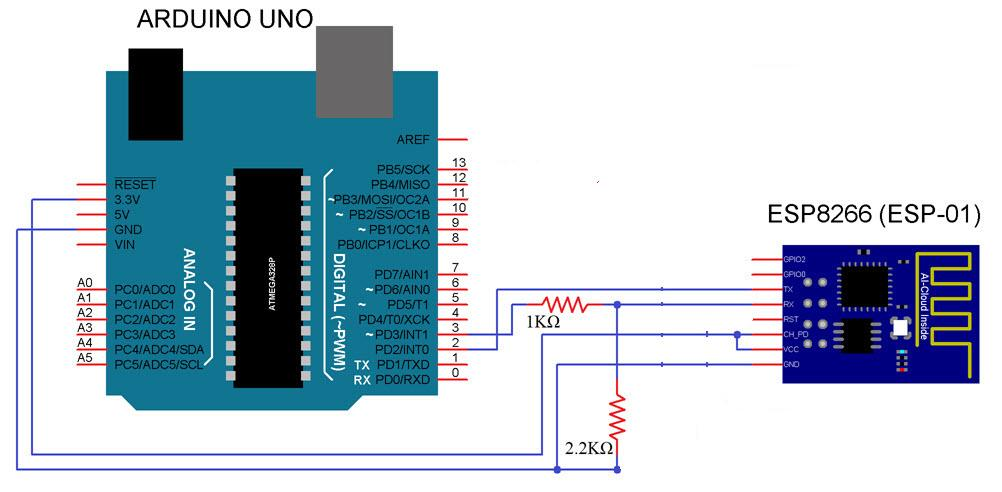 ARDUINO UNO
AREF
PB5/SCK 13
PB4/MISO 12
~PB3/MOSI/OC2A 11
~ PB2/SS/OC1B 10
~ PB1/OC1A 9
PB0/ICP1/CLKO 8
PD7/AIN1 7
~ PD6/AIN0 6
~ PD5/T1 5
PD4/T0/XCK 4
~ PD3/INT1 3
PD2/INT0 2
TX PD1/TXD 1
RX PD0/RXD 0
RESET
3.3V
5V
GND
VIN
A0 PC0/ADC0
A1 PC1/ADC1
A2 PC2/ADC2
A3 PC3/ADC3
A4 PC4/ADC4/SDA
A5 PC5/ADC5/SCL
ANALOG IN
ATMEGA328P
DIGITAL (~PWM)
1KΩ
2.2KΩ
ESP8266 (ESP-01)
GPIO2
GPIO0
TX
RX
RST
CH_PD
VCC
GND
AI-Cloud Inside